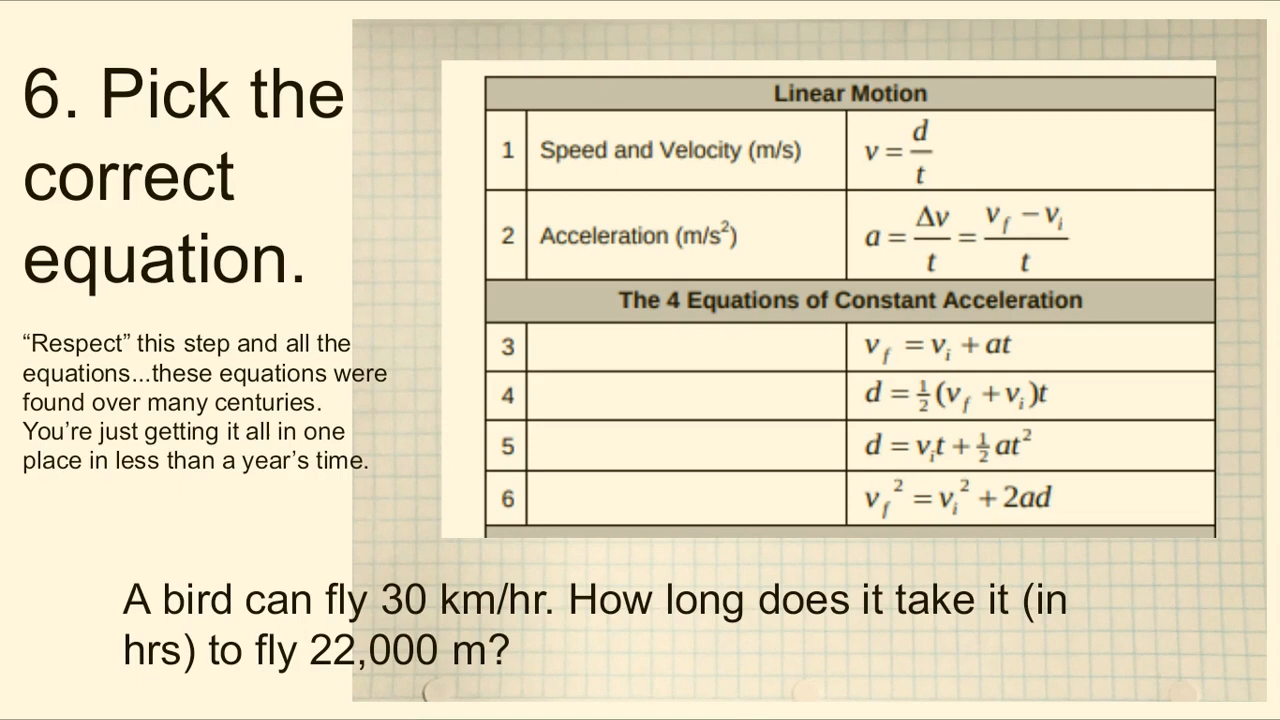 6. Pick the
correct
equation.
“Respect” this step and all the
equations...these equations were
found over many centuries.
You’re just getting it all in one
place in less than a year’s time.
Linear Motion
1 Speed and Velocity (m/s) v = d/t
2 Acceleration (m/s²) a = Δv/t = (v_f − v_i)/t
The 4 Equations of Constant Acceleration
3 v_f = v_i + at
4 d = ½(v_f + v_i)t
5 d = v_i t + ½ at²
6 v_f² = v_i² + 2ad
A bird can fly 30 km/hr. How long does it take it (in
hrs) to fly 22,000 m?